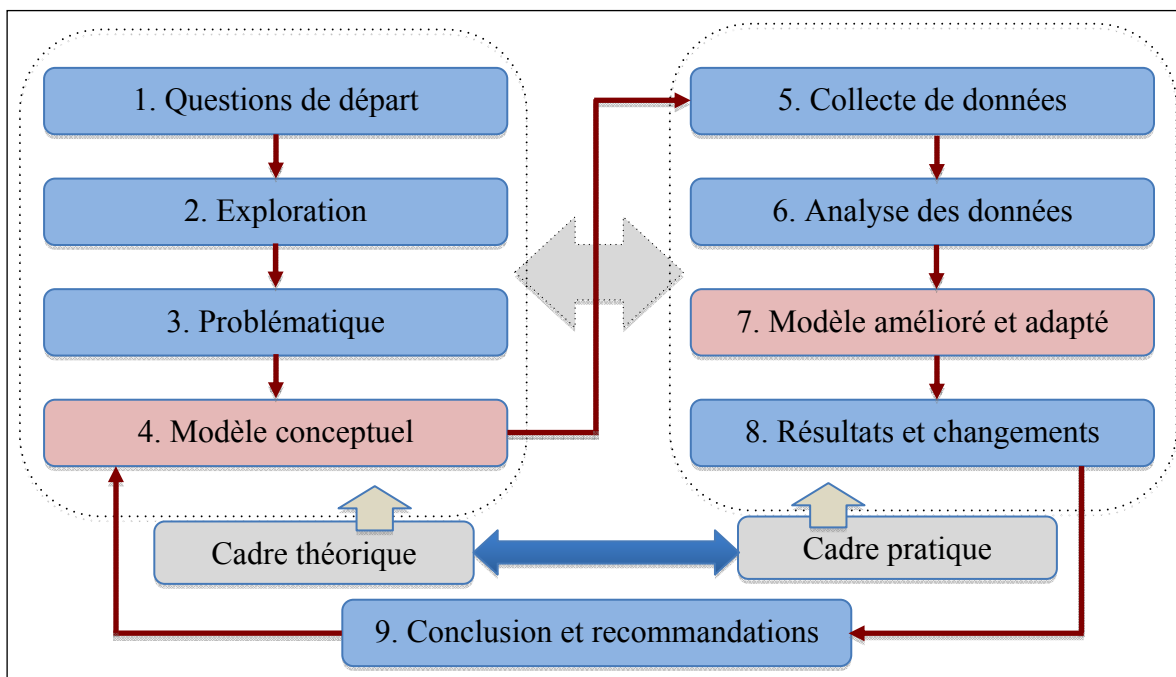 1. Questions de départ
2. Exploration
3. Problématique
4. Modèle conceptuel
5. Collecte de données
6. Analyse des données
7. Modèle amélioré et adapté
8. Résultats et changements
Cadre théorique
Cadre pratique
9. Conclusion et recommandations